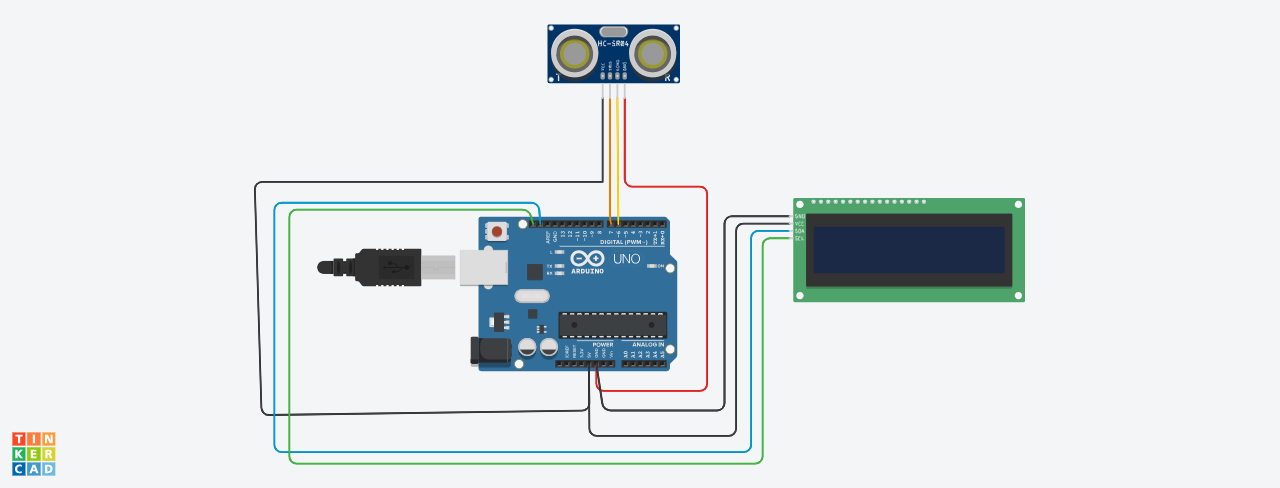 HC-SR04
T
R
VCC
TRIG
ECHO
GND
AREF
GND
13
12
~11
~10
~9
8
7
~6
~5
4
~3
2
TX→1
RX←0
DIGITAL (PWM~)
L
TX
RX
ON
UNO
ARDUINO
POWER
ANALOG IN
IOREF
RESET
3.3V
5V
GND
GND
Vin
A0
A1
A2
A3
A4
A5
GND
VCC
SDA
SCL
TIN
KER
CAD